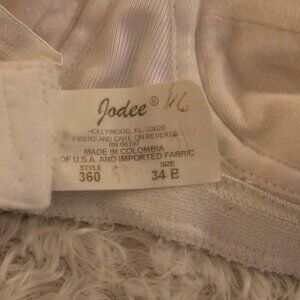 Jodee®
HOLLYWOOD, FL. 33020
FIBERS AND CARE ON REVERSE
RN 66197
MADE IN COLOMBIA
OF U.S.A. AND IMPORTED FABRIC
STYLE SIZE
360 34 B